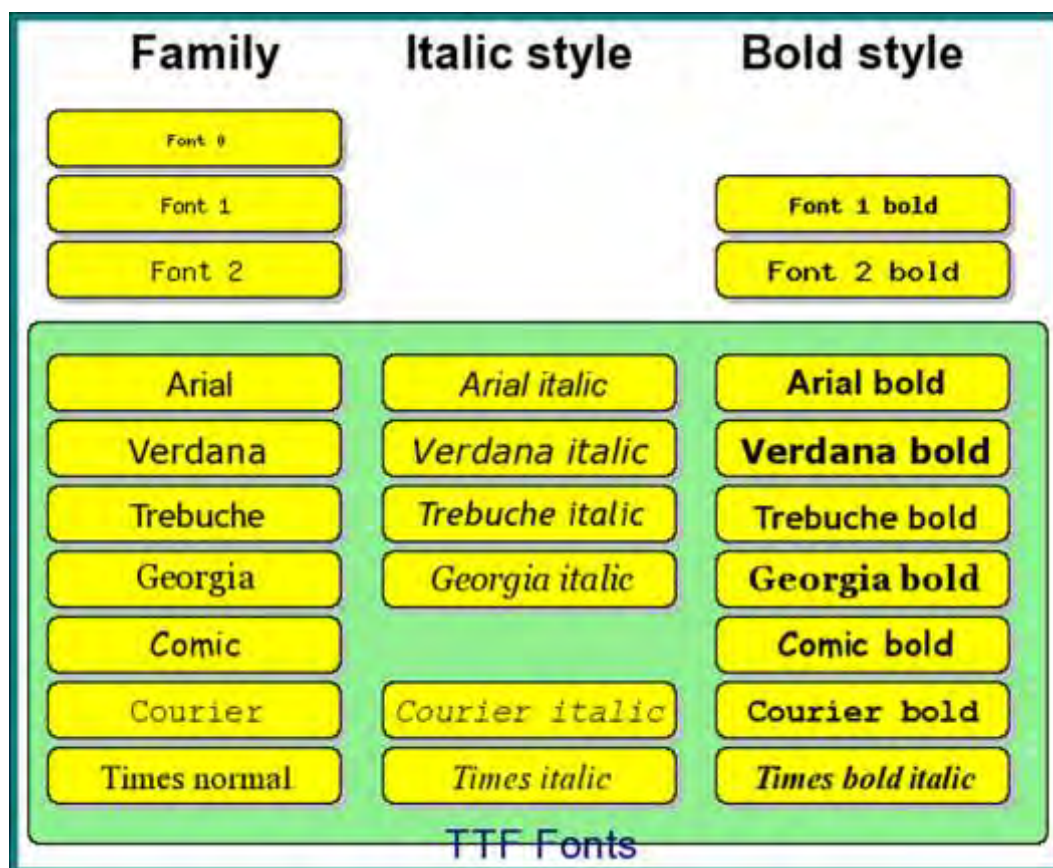 Family Italic style Bold style
Font 0
Font 1 Font 1 bold
Font 2 Font 2 bold
Arial Arial italic Arial bold
Verdana Verdana italic Verdana bold
Trebuche Trebuche italic Trebuche bold
Georgia Georgia italic Georgia bold
Comic Comic bold
Courier Courier italic Courier bold
Times normal Times italic Times bold italic
TTF Fonts